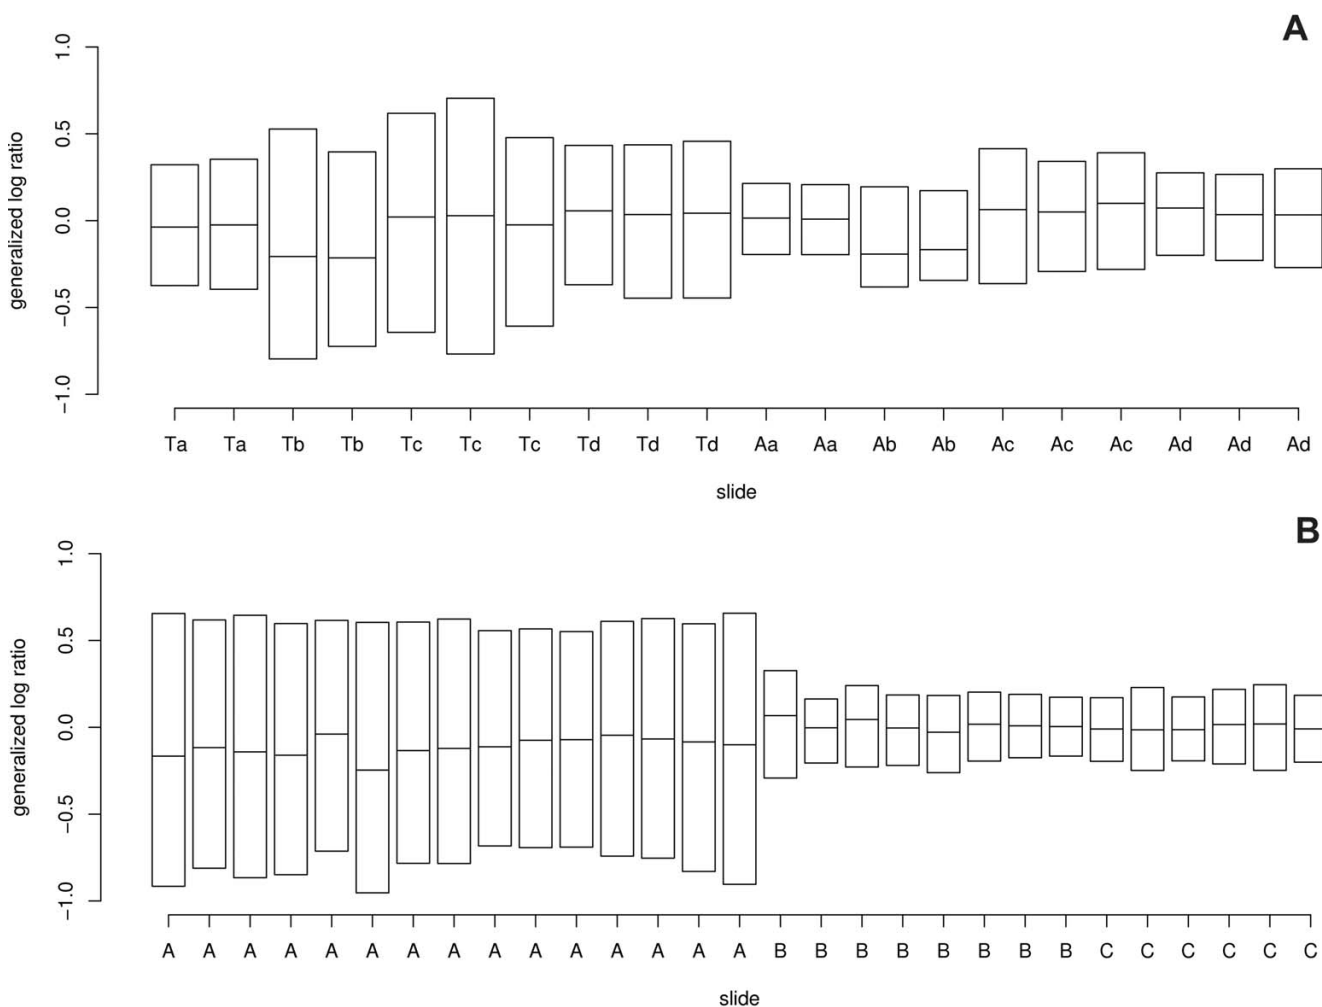 A
generalized log ratio
1.0
0.5
0.0
−0.5
−1.0
Ta Ta Tb Tb Tc Tc Tc Td Td Td Aa Aa Ab Ab Ac Ac Ac Ad Ad Ad
slide
B
generalized log ratio
1.0
0.5
0.0
−0.5
−1.0
A A A A A A A A A A A A A A A B B B B B B B B C C C C C C
slide